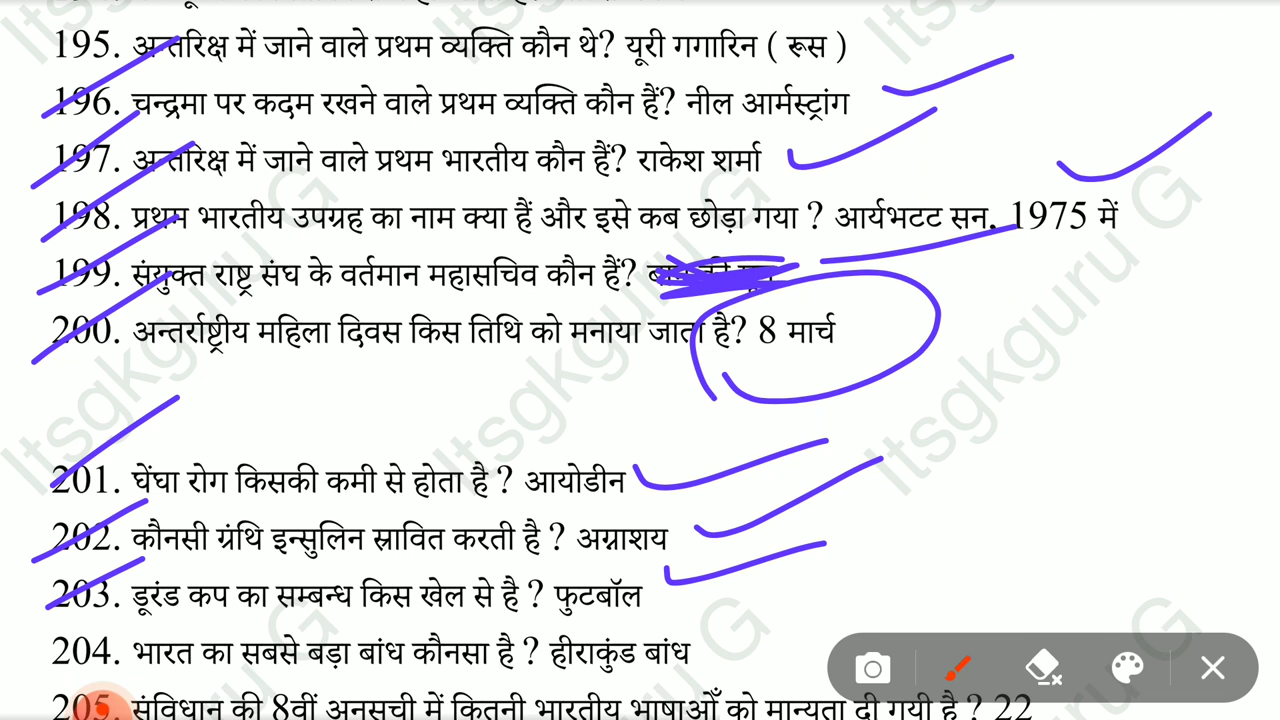 195. अन्तरिक्ष में जाने वाले प्रथम व्यक्ति कौन थे? यूरी गगारिन ( रूस )
196. चन्द्रमा पर कदम रखने वाले प्रथम व्यक्ति कौन हैं? नील आर्मस्ट्रांग
197. अन्तरिक्ष में जाने वाले प्रथम भारतीय कौन हैं? राकेश शर्मा
198. प्रथम भारतीय उपग्रह का नाम क्या हैं और इसे कब छोड़ा गया ? आर्यभटट सन. 1975 में
199. संयुक्त राष्ट्र संघ के वर्तमान महासचिव कौन हैं?
200. अन्तर्राष्ट्रीय महिला दिवस किस तिथि को मनाया जाता है? 8 मार्च
201. घेंघा रोग किसकी कमी से होता है ? आयोडीन
202. कौनसी ग्रंथि इन्सुलिन स्रावित करती है ? अग्नाशय
203. डूरंड कप का सम्बन्ध किस खेल से है ? फुटबॉल
204. भारत का सबसे बड़ा बांध कौनसा है ? हीराकुंड बांध
205. संविधान की 8वीं अनुसूची में कितनी भारतीय भाषाओँ को मान्यता दी गयी है ? 22
Itsgkguru G
Itsgkguru G
Itsgkguru G